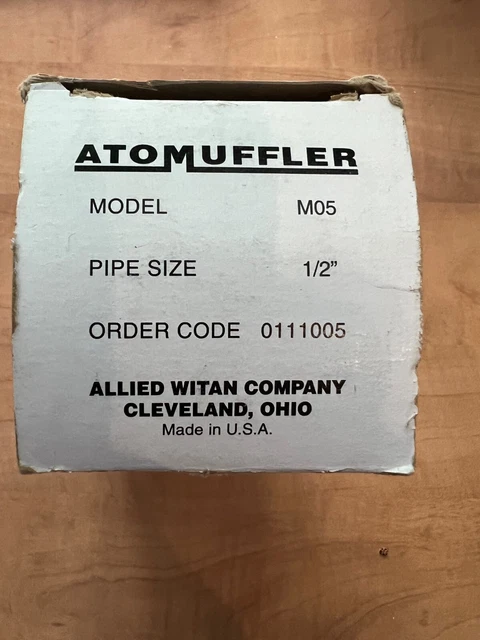 ATOMUFFLER
MODEL M05
PIPE SIZE 1/2”
ORDER CODE 0111005
ALLIED WITAN COMPANY
CLEVELAND, OHIO
Made in U.S.A.